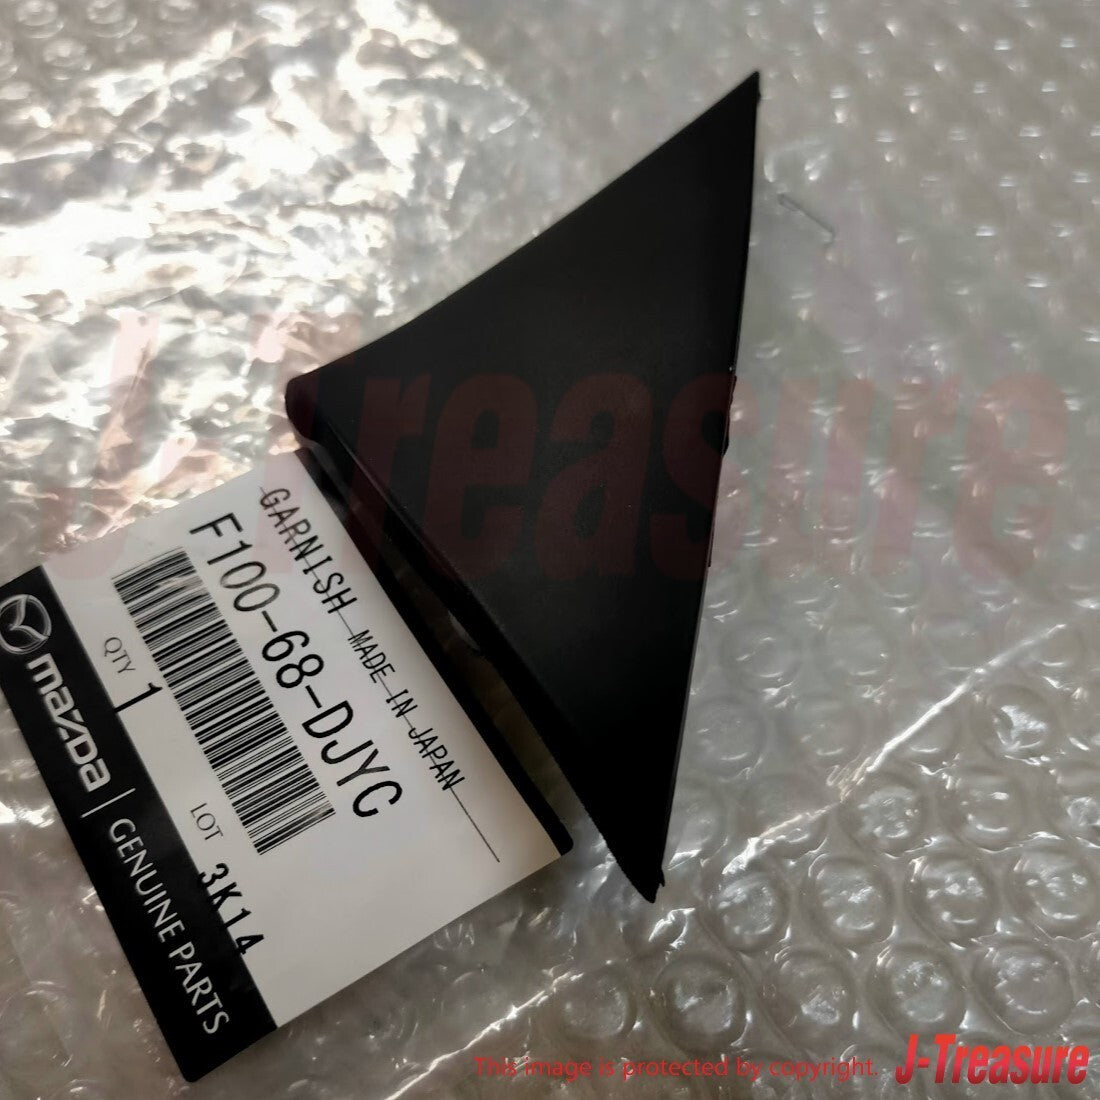 GARNISH MADE IN JAPAN
F100-68-DJYC
QTY 1
LOT 3K14
mazda | GENUINE PARTS
J-Treasure
This image is protected by copyright. J-Treasure